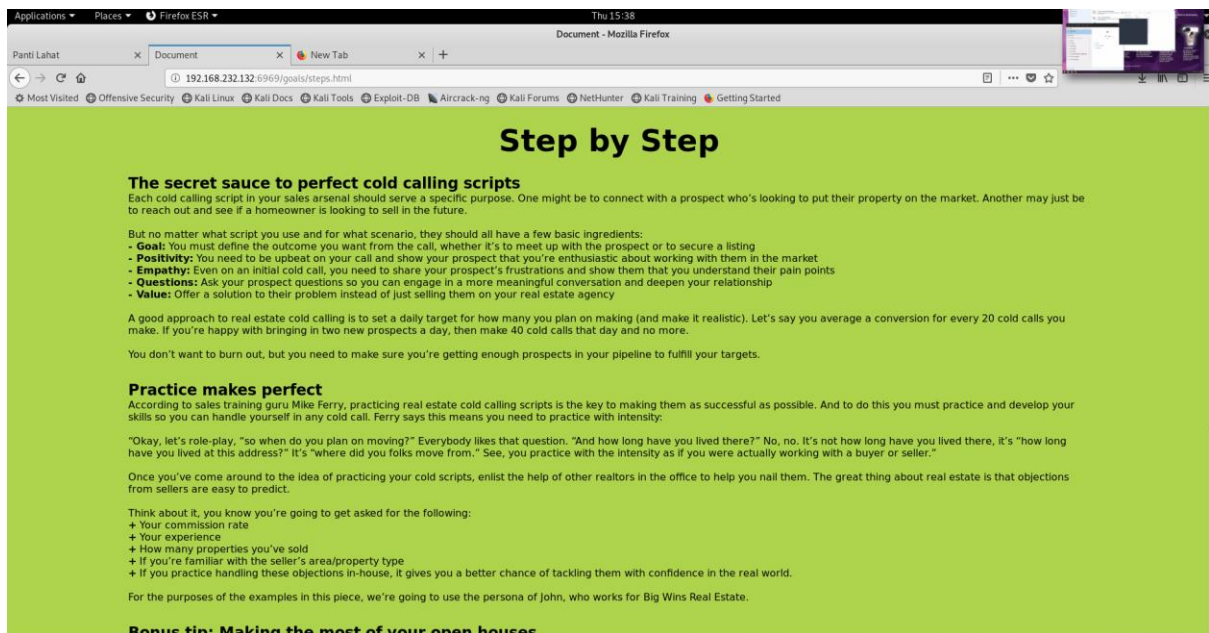 Applications ▾ Places ▾ Firefox ESR ▾ Thu 15:38
Document - Mozilla Firefox
Panti Lahat × Document × New Tab × +
192.168.232.132:6969/goals/steps.html
Most Visited Offensive Security Kali Linux Kali Docs Kali Tools Exploit-DB Aircrack-ng Kali Forums NetHunter Kali Training Getting Started
Step by Step
The secret sauce to perfect cold calling scripts
Each cold calling script in your sales arsenal should serve a specific purpose. One might be to connect with a prospect who's looking to put their property on the market. Another may just be
to reach out and see if a homeowner is looking to sell in the future.
But no matter what script you use and for what scenario, they should all have a few basic ingredients:
- Goal: You must define the outcome you want from the call, whether it's to meet up with the prospect or to secure a listing
- Positivity: You need to be upbeat on your call and show your prospect that you're enthusiastic about working with them in the market
- Empathy: Even on an initial cold call, you need to share your prospect's frustrations and show them that you understand their pain points
- Questions: Ask your prospect questions so you can engage in a more meaningful conversation and deepen your relationship
- Value: Offer a solution to their problem instead of just selling them on your real estate agency
A good approach to real estate cold calling is to set a daily target for how many you plan on making (and make it realistic). Let's say you average a conversion for every 20 cold calls you
make. If you're happy with bringing in two new prospects a day, then make 40 cold calls that day and no more.
You don't want to burn out, but you need to make sure you're getting enough prospects in your pipeline to fulfill your targets.
Practice makes perfect
According to sales training guru Mike Ferry, practicing real estate cold calling scripts is the key to making them as successful as possible. And to do this you must practice and develop your
skills so you can handle yourself in any cold call. Ferry says this means you need to practice with intensity:
"Okay, let's role-play, "so when do you plan on moving?" Everybody likes that question. "And how long have you lived there?" No, no. It's not how long have you lived there, it's "how long
have you lived at this address?" It's "where did you folks move from." See, you practice with the intensity as if you were actually working with a buyer or seller."
Once you've come around to the idea of practicing your cold scripts, enlist the help of other realtors in the office to help you nail them. The great thing about real estate is that objections
from sellers are easy to predict.
Think about it, you know you're going to get asked for the following:
+ Your commission rate
+ Your experience
+ How many properties you've sold
+ If you're familiar with the seller's area/property type
+ If you practice handling these objections in-house, it gives you a better chance of tackling them with confidence in the real world.
For the purposes of the examples in this piece, we're going to use the persona of John, who works for Big Wins Real Estate.
Bonus tip: Making the most of your open houses